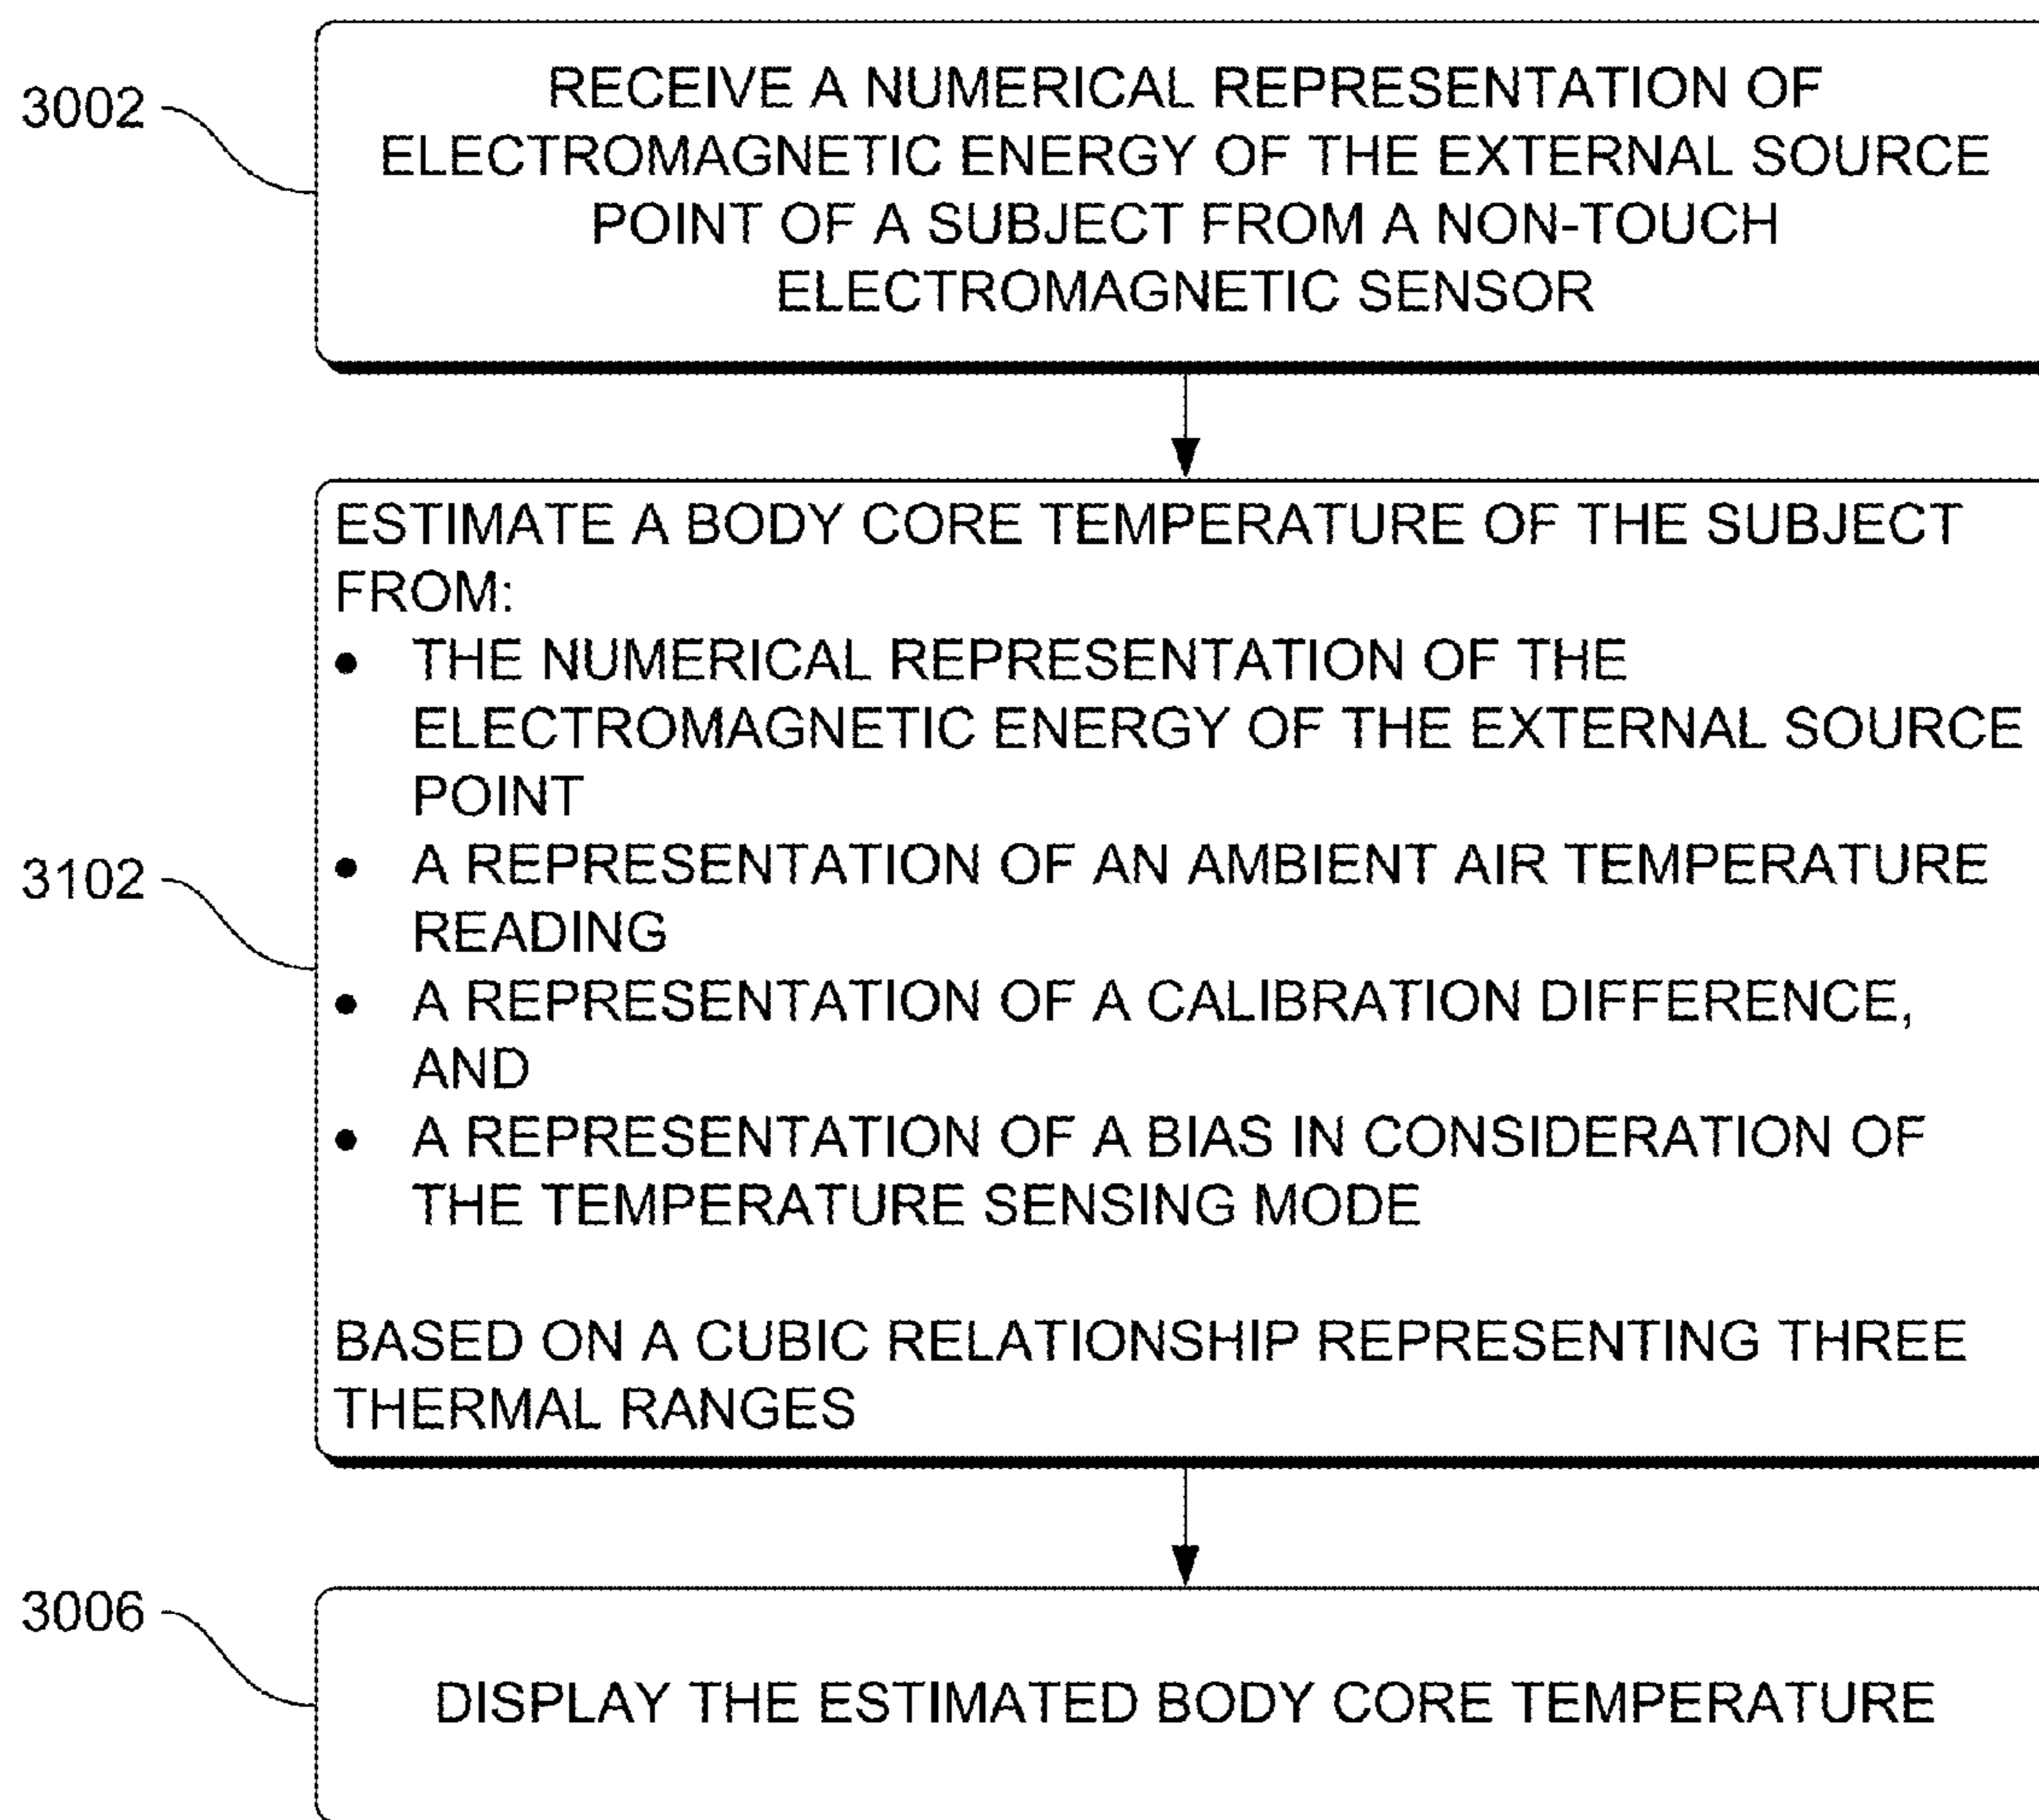 3002
RECEIVE A NUMERICAL REPRESENTATION OF
ELECTROMAGNETIC ENERGY OF THE EXTERNAL SOURCE
POINT OF A SUBJECT FROM A NON-TOUCH
ELECTROMAGNETIC SENSOR
3102
ESTIMATE A BODY CORE TEMPERATURE OF THE SUBJECT
FROM:
● THE NUMERICAL REPRESENTATION OF THE
ELECTROMAGNETIC ENERGY OF THE EXTERNAL SOURCE
POINT
● A REPRESENTATION OF AN AMBIENT AIR TEMPERATURE
READING
● A REPRESENTATION OF A CALIBRATION DIFFERENCE,
AND
● A REPRESENTATION OF A BIAS IN CONSIDERATION OF
THE TEMPERATURE SENSING MODE
BASED ON A CUBIC RELATIONSHIP REPRESENTING THREE
THERMAL RANGES
3006
DISPLAY THE ESTIMATED BODY CORE TEMPERATURE